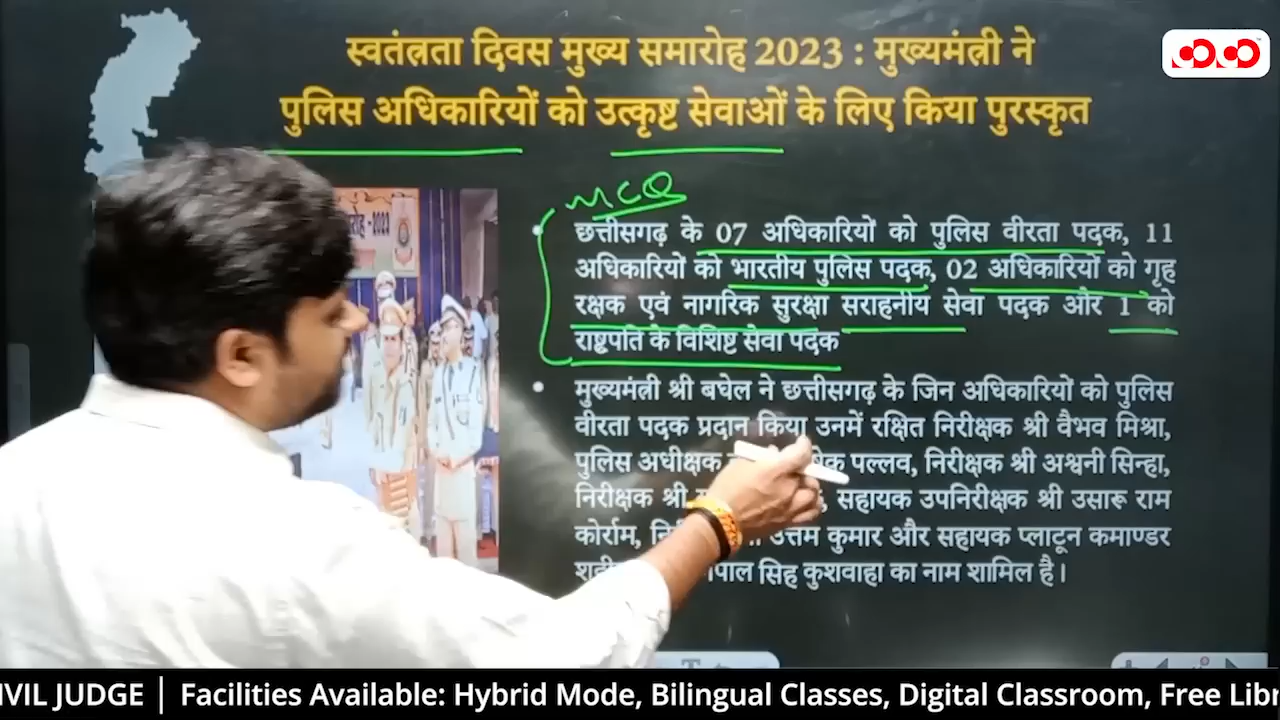 स्वतंत्रता दिवस मुख्य समारोह 2023 : मुख्यमंत्री ने
पुलिस अधिकारियों को उत्कृष्ट सेवाओं के लिए किया पुरस्कृत
-2023
MCQ
छत्तीसगढ़ के 07 अधिकारियों को पुलिस वीरता पदक, 11
अधिकारियों को भारतीय पुलिस पदक, 02 अधिकारियों को गृह
रक्षक एवं नागरिक सुरक्षा सराहनीय सेवा पदक और 1 को
राष्ट्रपति के विशिष्ट सेवा पदक
मुख्यमंत्री श्री बघेल ने छत्तीसगढ़ के जिन अधिकारियों को पुलिस
वीरता पदक प्रदान किया उनमें रक्षित निरीक्षक श्री वैभव मिश्रा,
पुलिस अधीक्षक पल्लव, निरीक्षक श्री अश्वनी सिन्हा,
निरीक्षक श्री सहायक उपनिरीक्षक श्री उसारू राम
कोर्राम, उत्तम कुमार और सहायक प्लाटून कमाण्डर
सिह कुशवाहा का नाम शामिल है।
IVIL JUDGE | Facilities Available: Hybrid Mode, Bilingual Classes, Digital Classroom, Free Libr